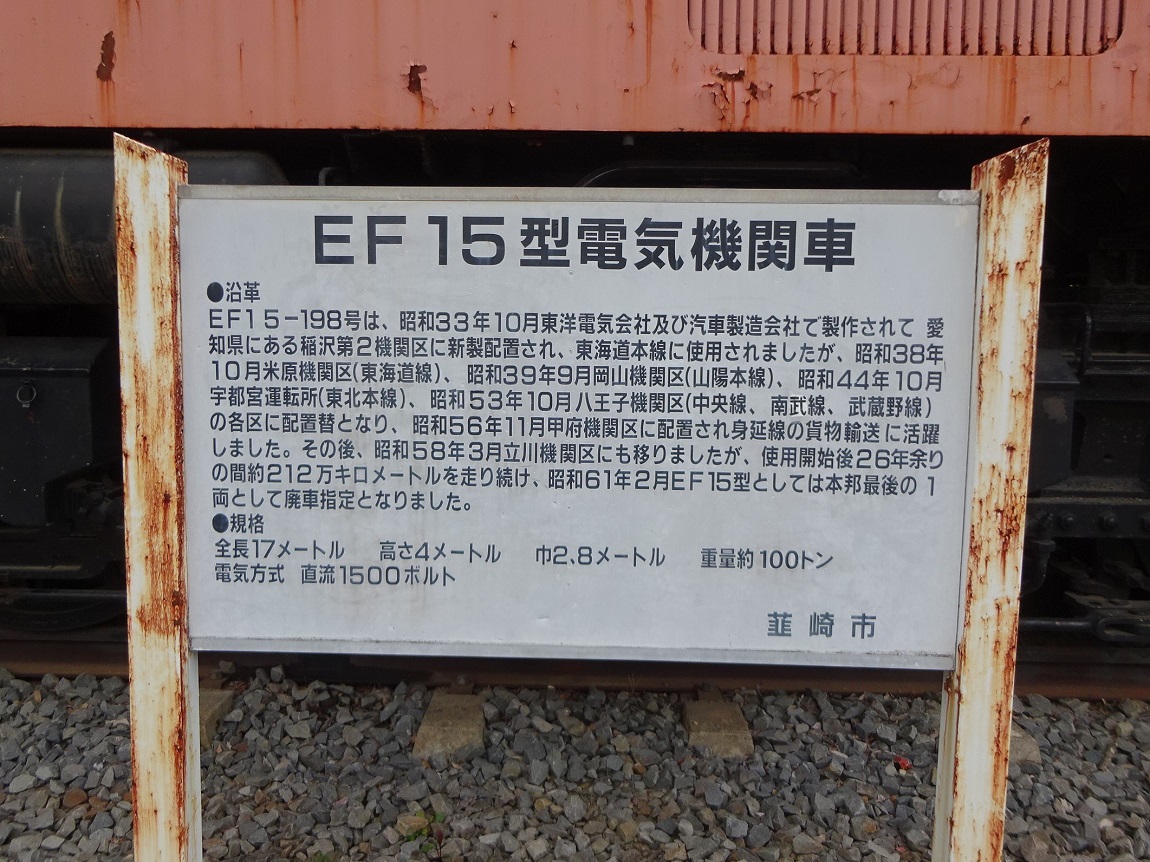 EF15型電気機関車
●沿革
EF15-198号は、昭和33年10月東洋電気会社及び汽車製造会社で製作されて 愛
知県にある稲沢第2機関区に新製配置され、東海道本線に使用されましたが、昭和38年
10月米原機関区(東海道線)、昭和39年9月岡山機関区(山陽本線)、昭和44年10月
宇都宮運転所(東北本線)、昭和53年10月八王子機関区(中央線、南武線、武蔵野線)
の各区に配置替となり、昭和56年11月甲府機関区に配置され身延線の貨物輸送に活躍
しました。その後、昭和58年3月立川機関区にも移りましたが、使用開始後26年余り
の間約212万キロメートルを走り続け、昭和61年2月EF15型としては本邦最後の1
両として廃車指定となりました。
●規格
全長17メートル 高さ4メートル 巾2.8メートル 重量約100トン
電気方式 直流1500ボルト
韮崎市